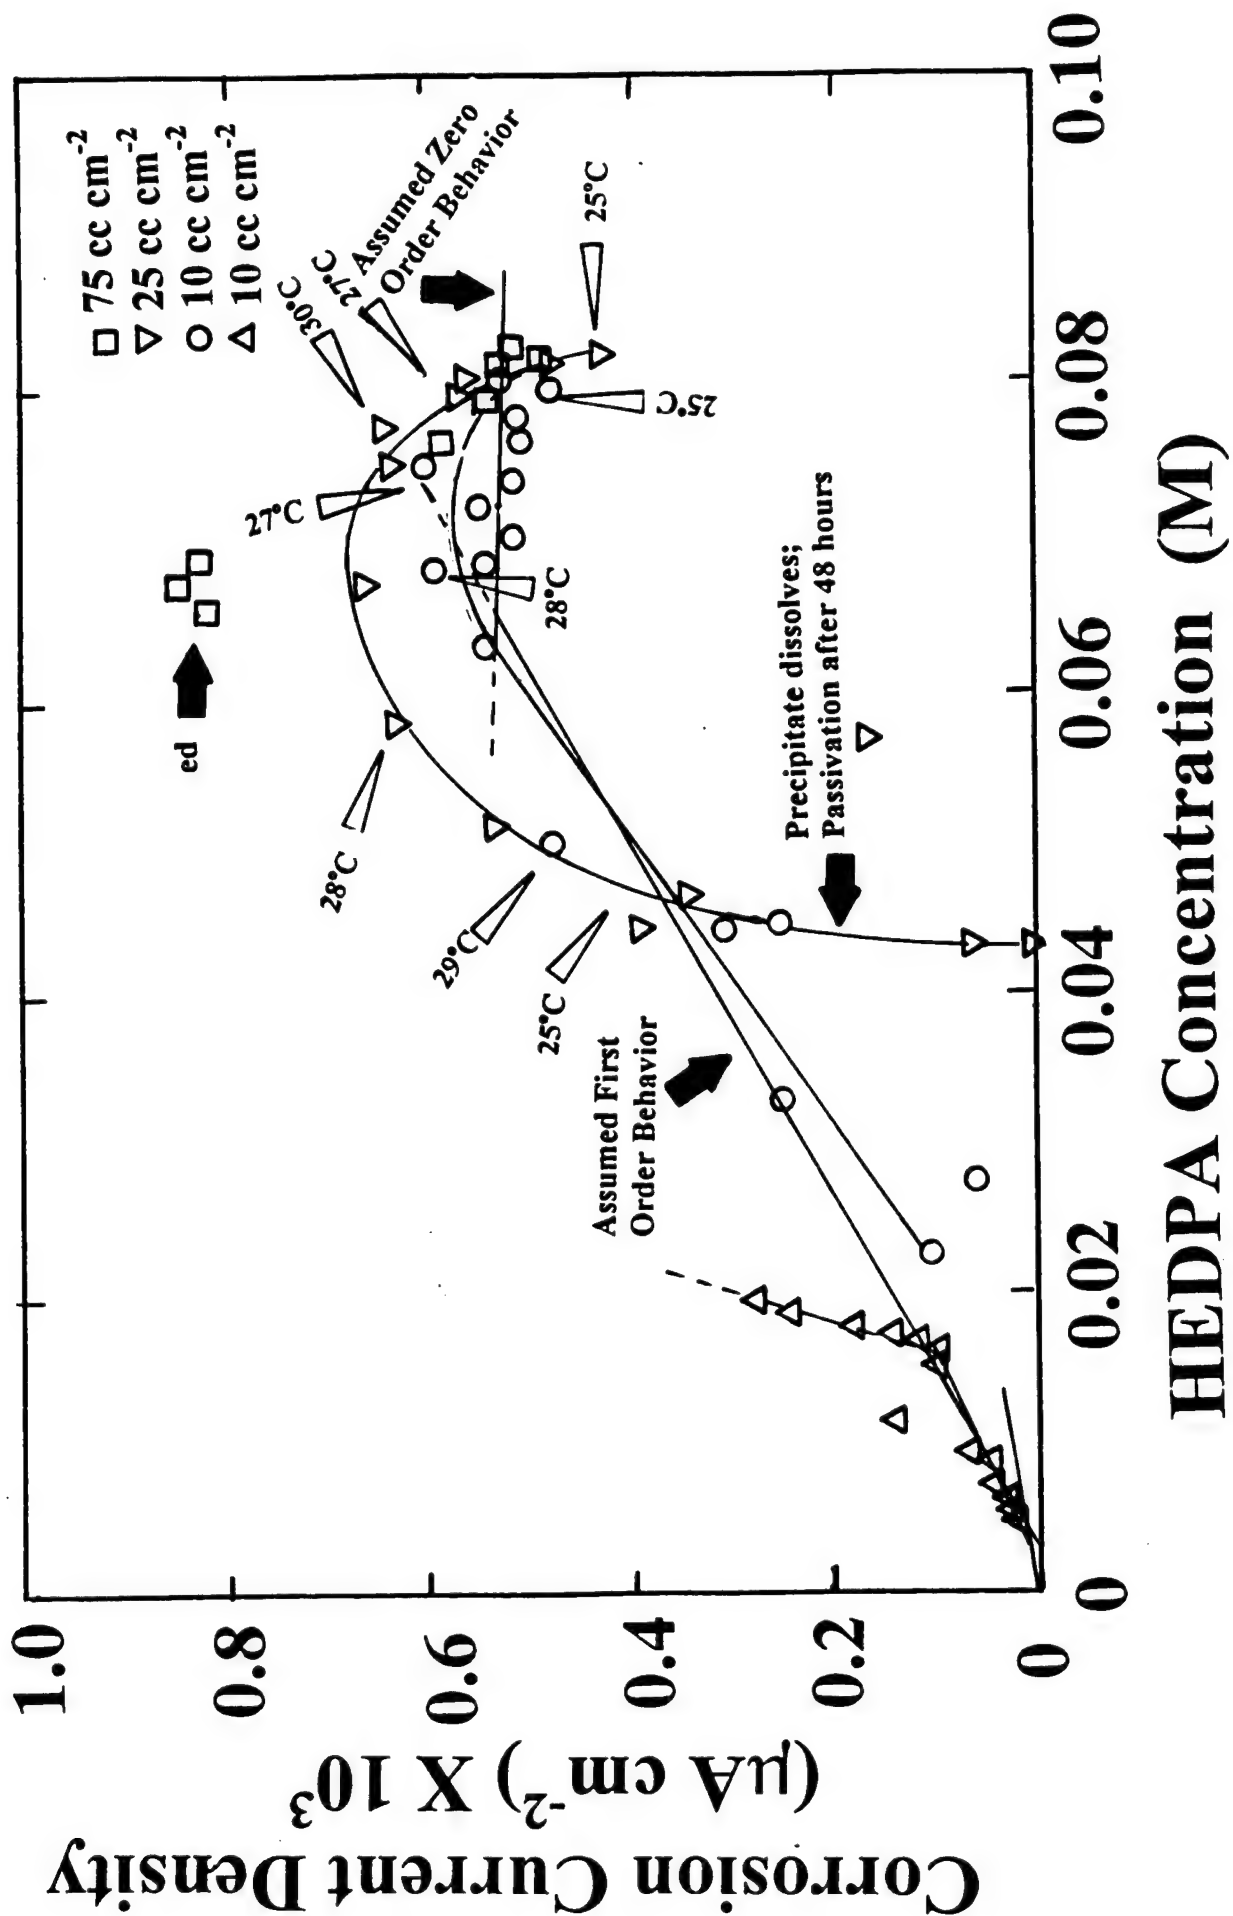 Corrosion Current Density
(μA cm-2) X 10³
1.0
0.8
0.6
0.4
0.2
0
0
0.02
0.04
0.06
0.08
0.10
HEDPA Concentration (M)
□ 75 cc cm-2
▽ 25 cc cm-2
○ 10 cc cm-2
△ 10 cc cm-2
ed
28°C
29°C
25°C
27°C
30°C
27°C
Assumed Zero
Order Behavior
25°C
25°C
28°C
Assumed First
Order Behavior
Precipitate dissolves;
Passivation after 48 hours